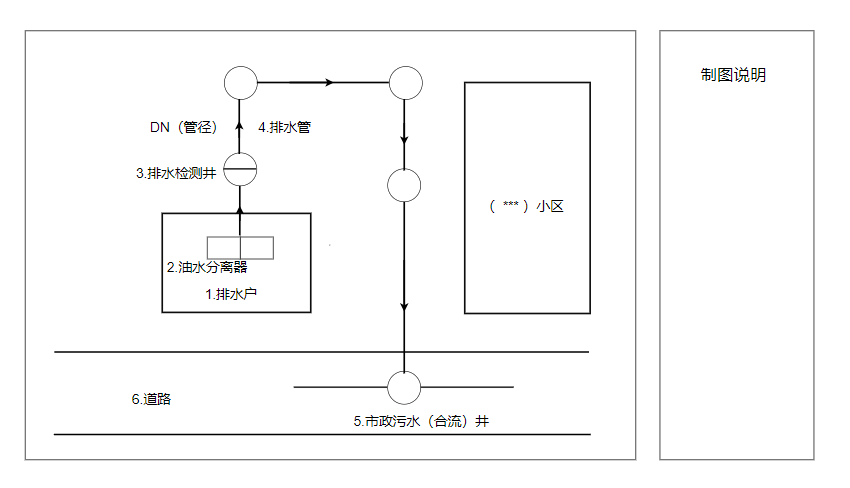 制图说明
DN（管径）
4.排水管
3.排水检测井
（ *** ）小区
2.油水分离器
1.排水户
6.道路
5.市政污水（合流）井